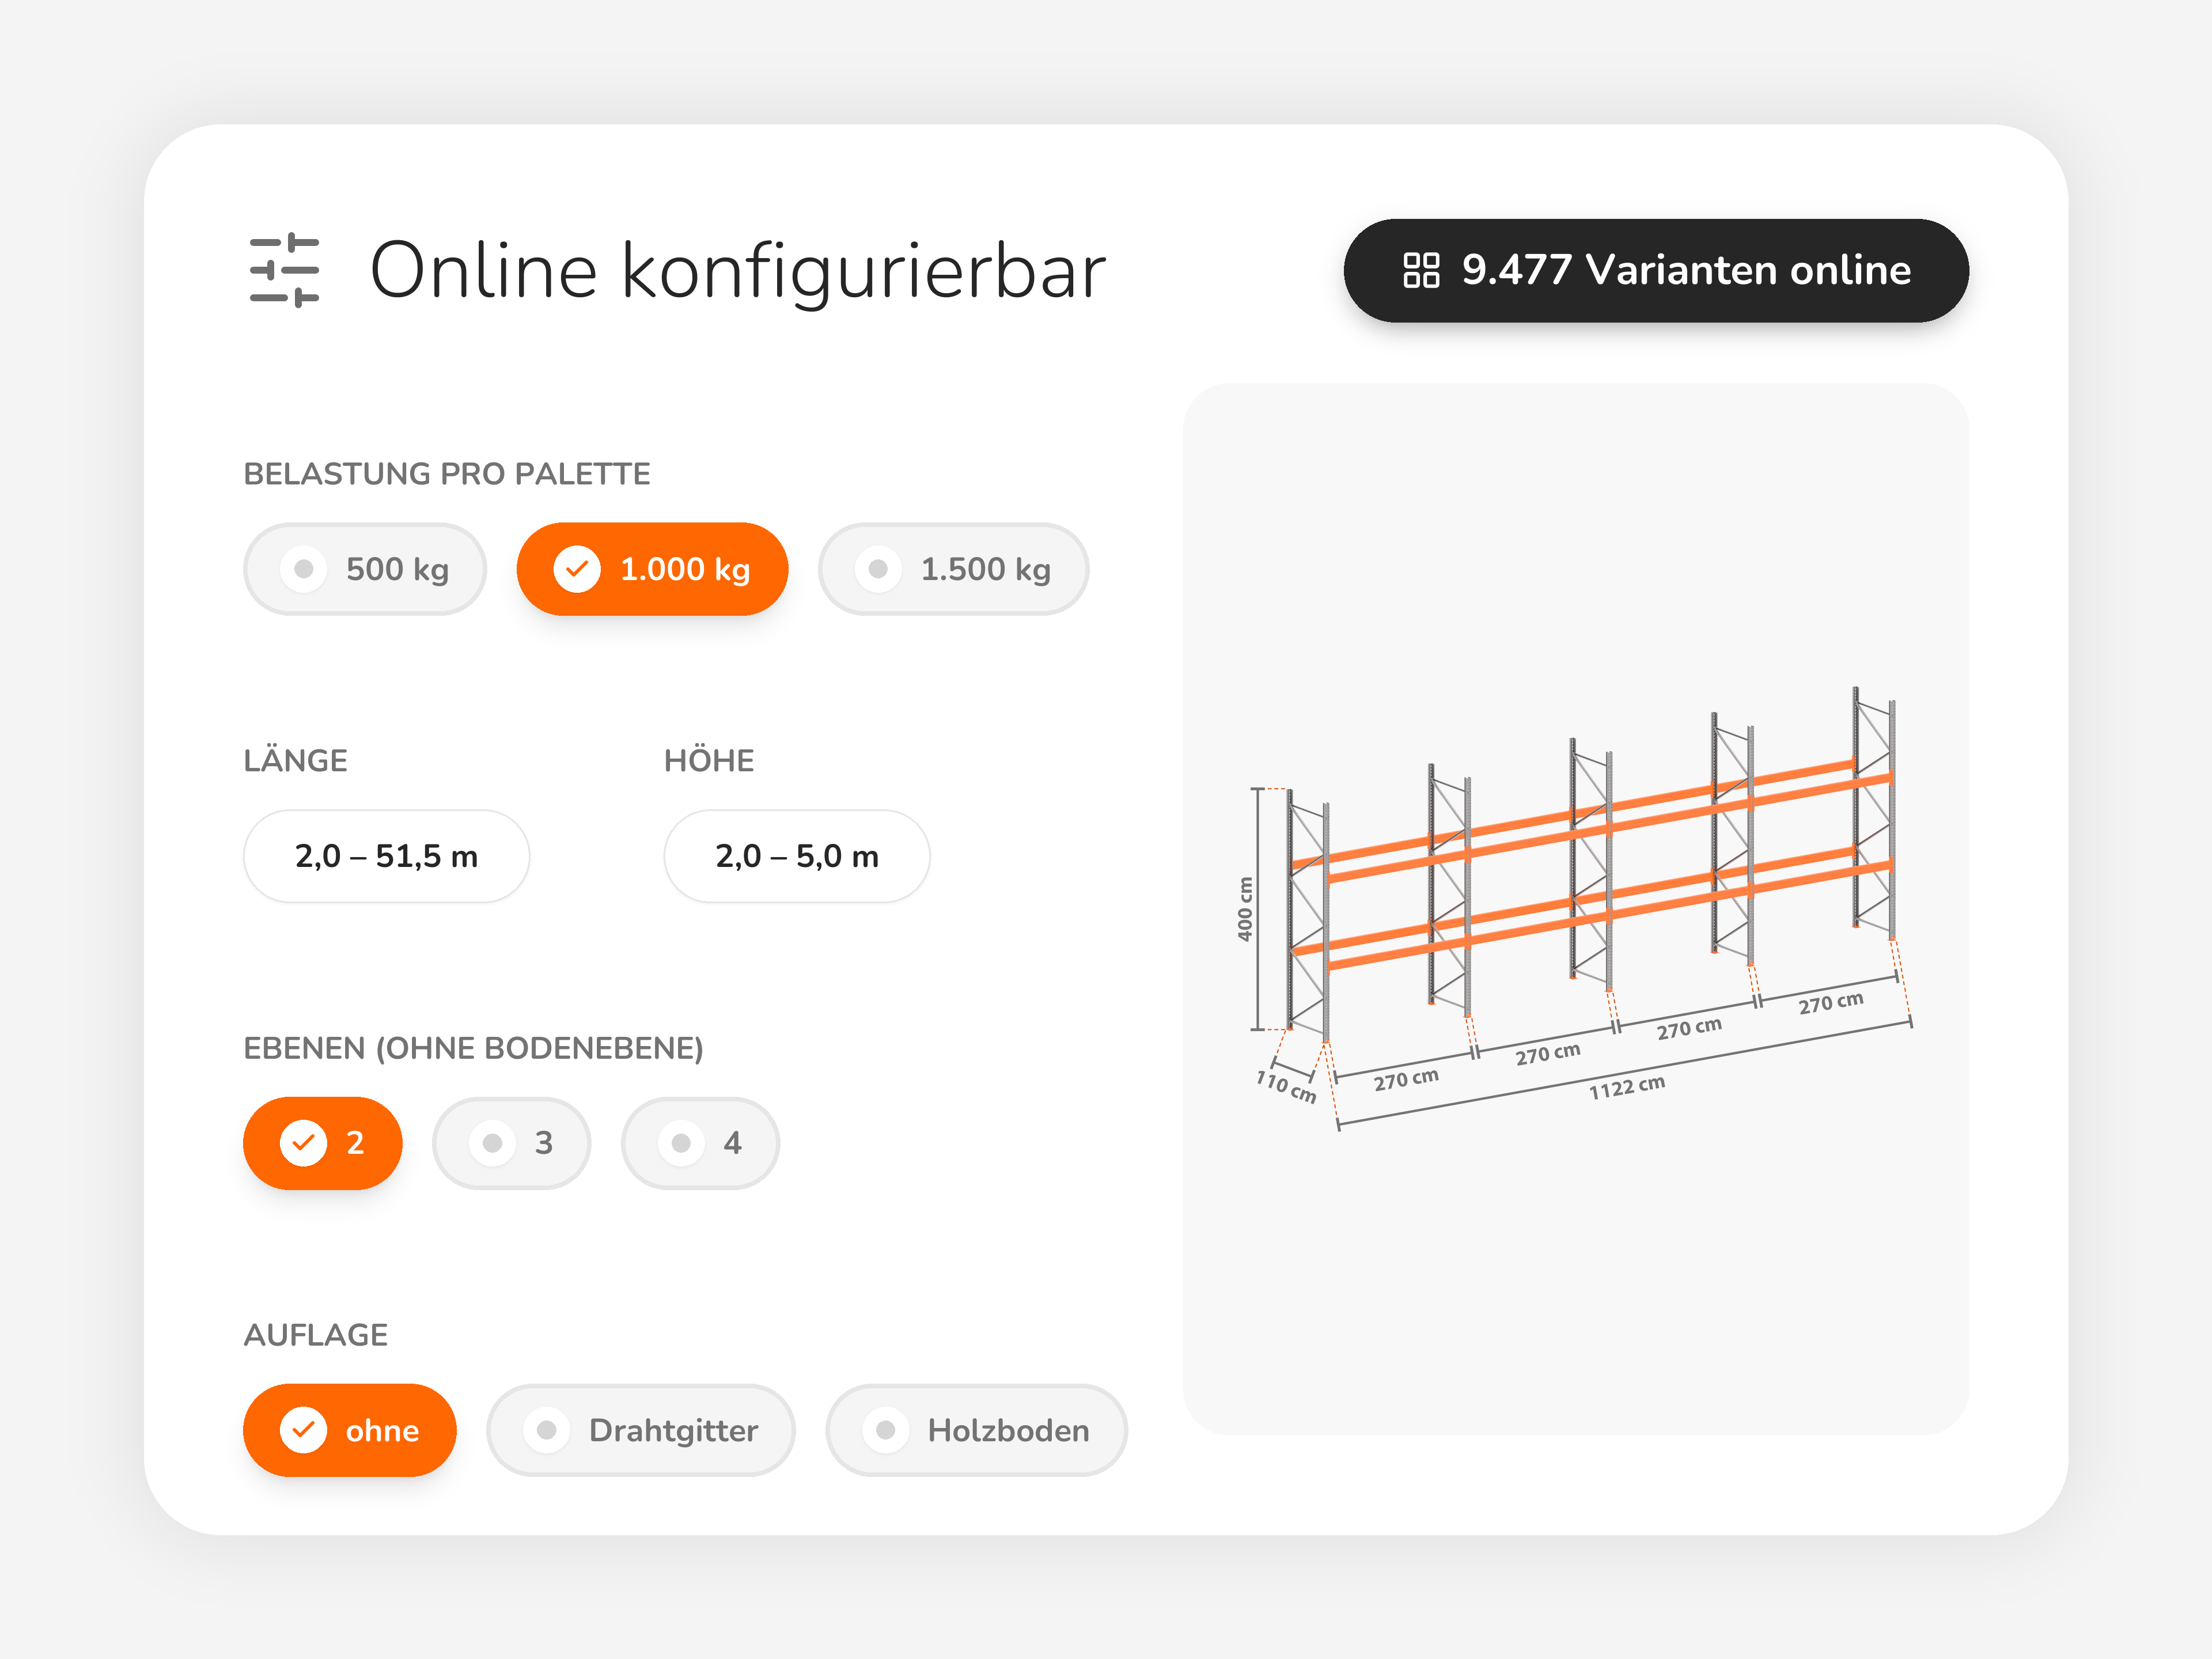 Online konfigurierbar
9.477 Varianten online
BELASTUNG PRO PALETTE
500 kg
1.000 kg
1.500 kg
LÄNGE
HÖHE
2,0 – 51,5 m
2,0 – 5,0 m
EBENEN (OHNE BODENEBENE)
2
3
4
AUFLAGE
ohne
Drahtgitter
Holzboden
400 cm
110 cm
270 cm
270 cm
270 cm
270 cm
1122 cm